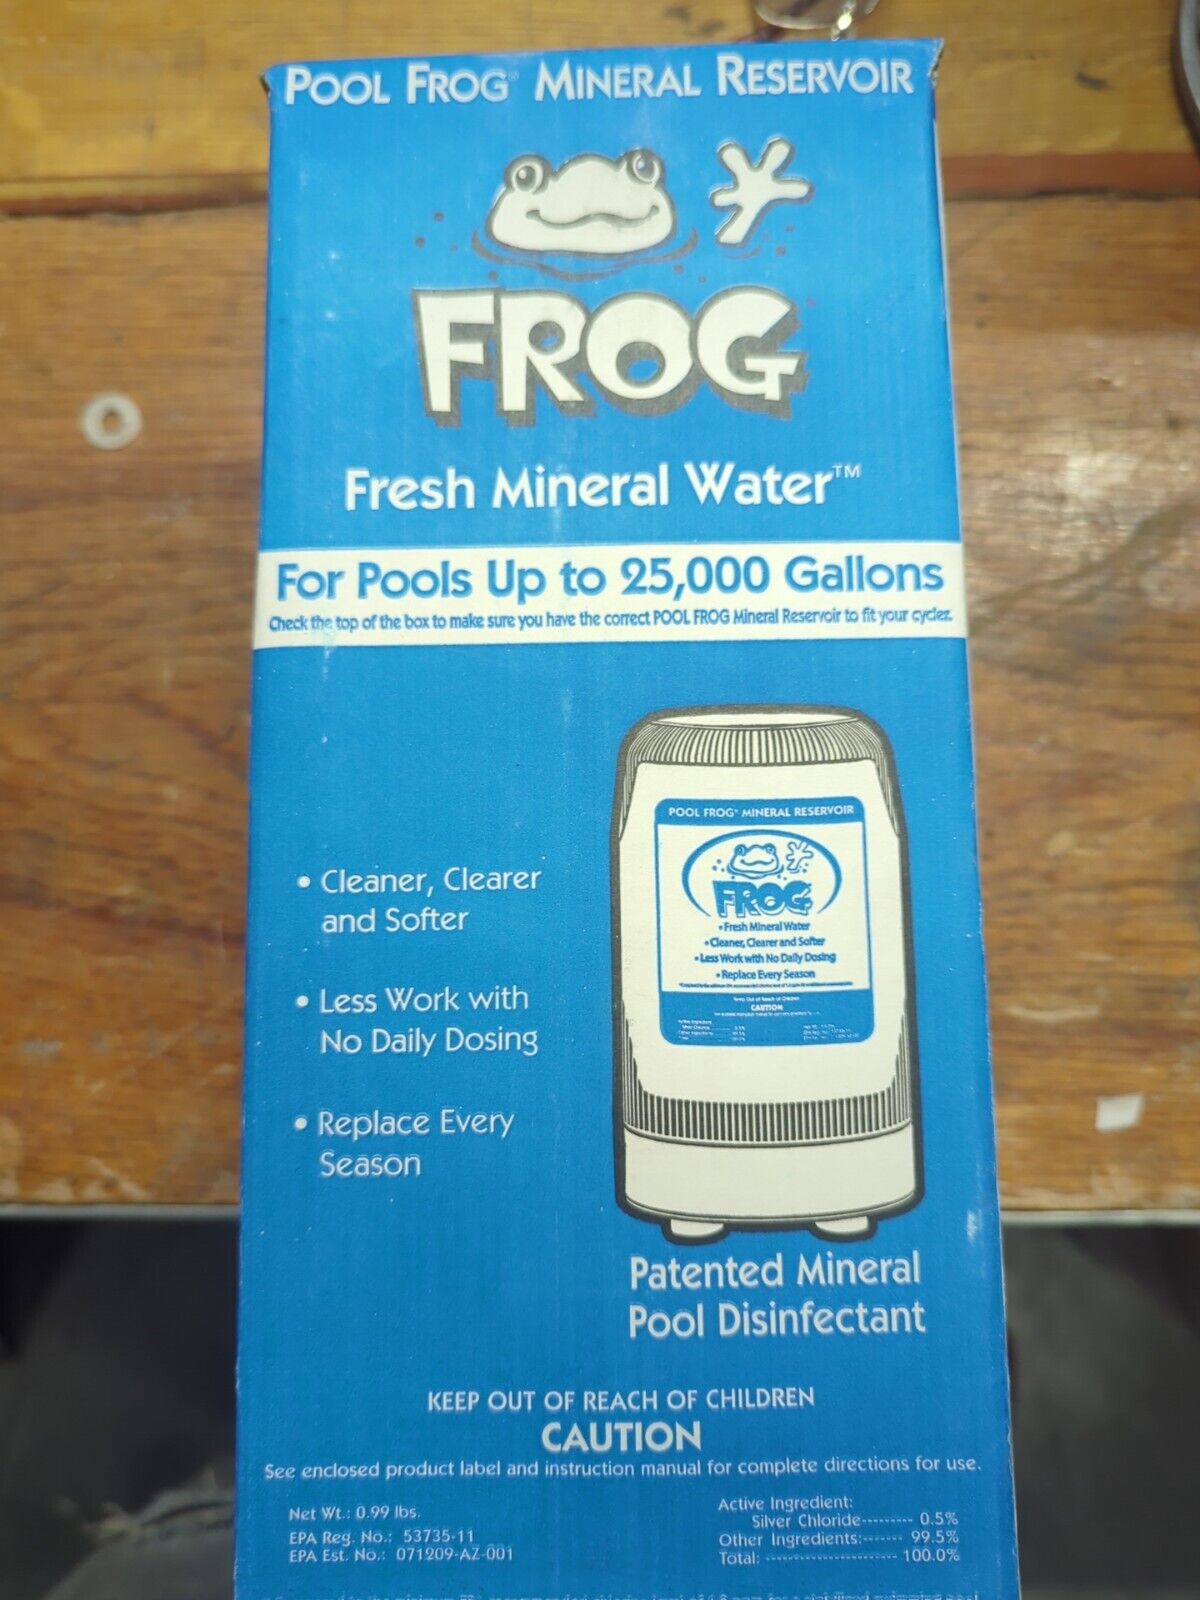 POOL FROG® MINERAL RESERVOIR
FROG
Fresh Mineral Water™
For Pools Up to 25,000 Gallons
Check the top of the box to make sure you have the correct POOL FROG Mineral Reservoir to fit your cycler.
• Cleaner, Clearer
and Softer
• Less Work with
No Daily Dosing
• Replace Every
Season
POOL FROG® MINERAL RESERVOIR
FROG
• Fresh Mineral Water
• Cleaner, Clearer and Softer
• Less Work with No Daily Dosing
• Replace Every Season
Keep Out of Reach of Children
CAUTION
Patented Mineral
Pool Disinfectant
KEEP OUT OF REACH OF CHILDREN
CAUTION
See enclosed product label and instruction manual for complete directions for use.
Net Wt.: 0.99 lbs.
EPA Reg. No.: 53735-11
EPA Est. No.: 071209-AZ-001
Active Ingredient:
Silver Chloride--------- 0.5%
Other Ingredients:------- 99.5%
Total: ----------------------- 100.0%